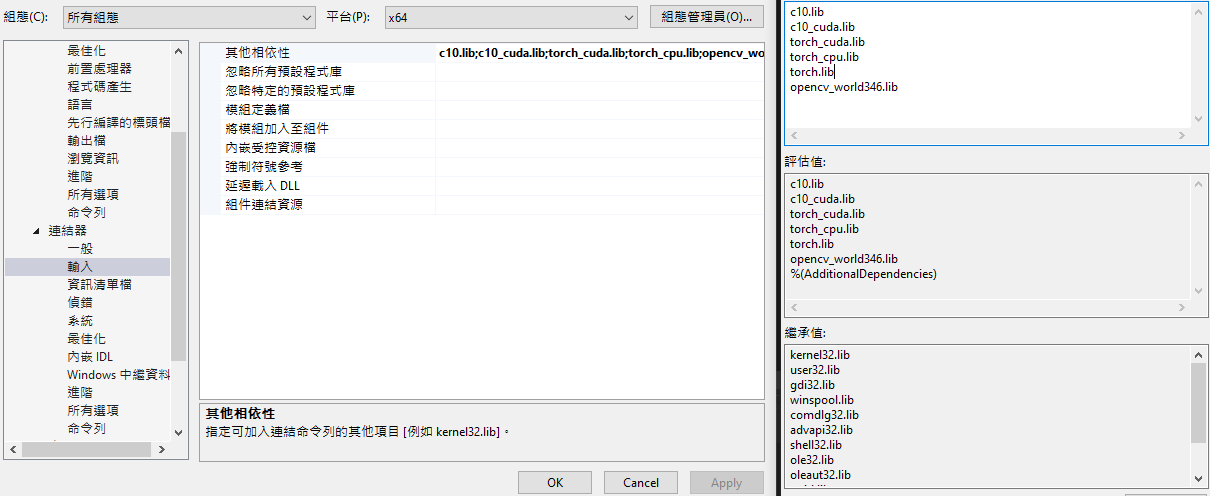 組態(C):
所有組態
平台(P):
x64
組態管理員(O)...
最佳化
前置處理器
程式碼產生
語言
先行編譯的標頭檔
輸出檔
瀏覽資訊
進階
所有選項
命令列
連結器
一般
輸入
資訊清單檔
偵錯
系統
最佳化
內嵌 IDL
Windows 中繼資料
進階
所有選項
命令列
其他相依性
c10.lib;c10_cuda.lib;torch_cuda.lib;torch_cpu.lib;opencv_wo
忽略所有預設程式庫
忽略特定的預設程式庫
模組定義檔
將模組加入至組件
內嵌受控資源檔
強制符號參考
延遲載入 DLL
組件連結資源
其他相依性
指定可加入連結命令列的其他項目 [例如 kernel32.lib]。
OK
Cancel
Apply
c10.lib
c10_cuda.lib
torch_cuda.lib
torch_cpu.lib
torch.lib
opencv_world346.lib
評估值:
c10.lib
c10_cuda.lib
torch_cuda.lib
torch_cpu.lib
torch.lib
opencv_world346.lib
%(AdditionalDependencies)
繼承值:
kernel32.lib
user32.lib
gdi32.lib
winspool.lib
comdlg32.lib
advapi32.lib
shell32.lib
ole32.lib
oleaut32.lib